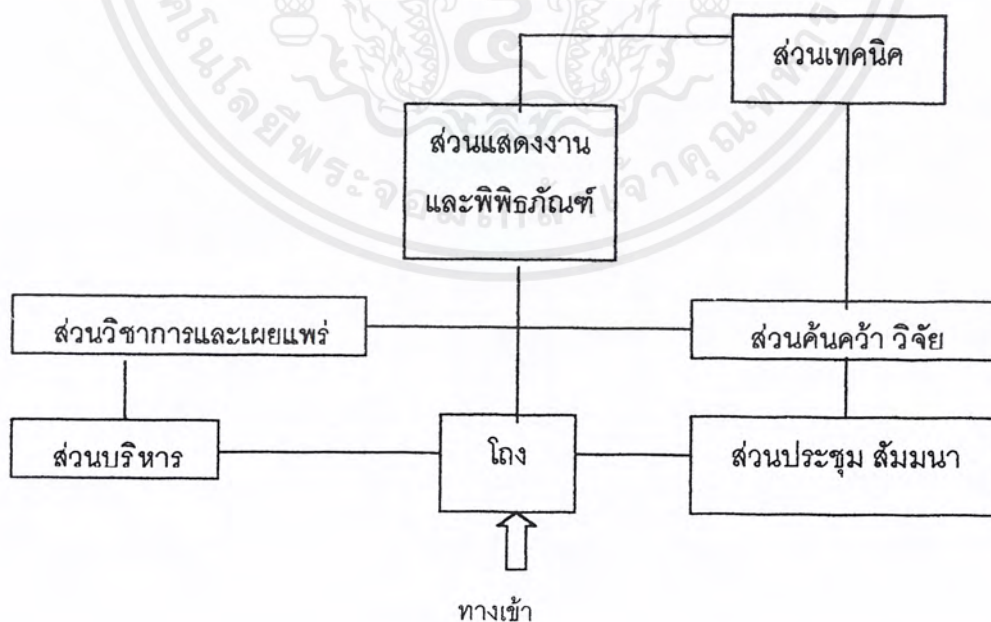 ส่วนเทคนิค
ส่วนแสดงงาน
และพิพิธภัณฑ์
ส่วนวิชาการและเผยแพร่
ส่วนค้นคว้า วิจัย
ส่วนบริหาร
โถง
ส่วนประชุม สัมมนา
ทางเข้า